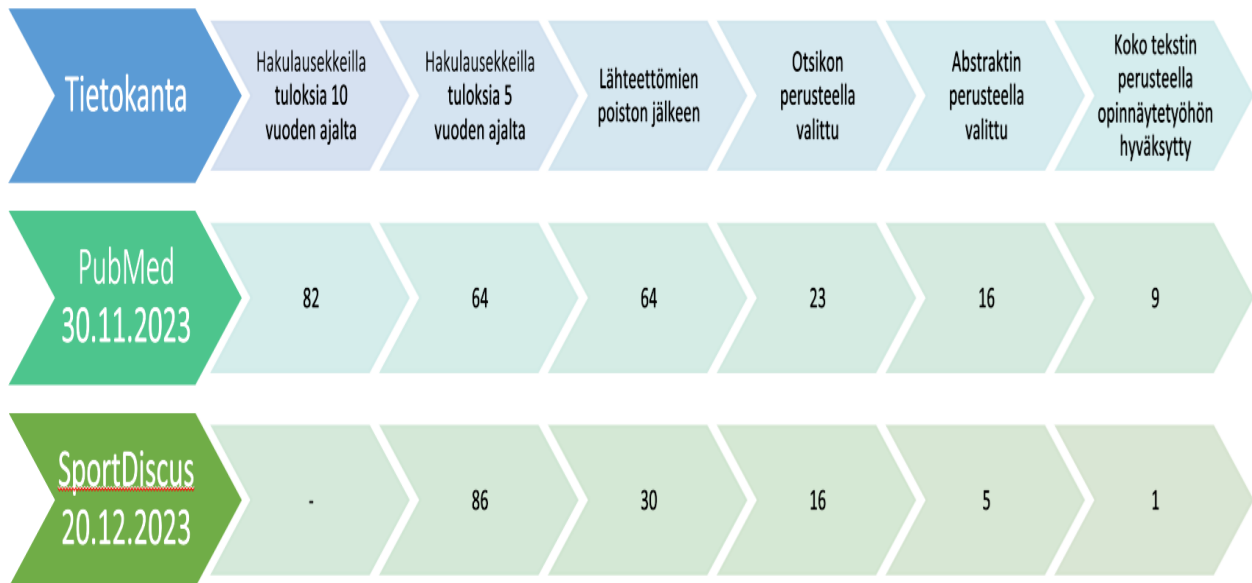 Tietokanta
Hakulausekkeilla
tuloksia 10
vuoden ajalta
Hakulausekkeilla
tuloksia 5
vuoden ajalta
Lähteettömien
poiston jälkeen
Otsikon
perusteella
valittu
Abstraktin
perusteella
valittu
Koko tekstin
perusteella
opinnäytetyöhön
hyväksytty
PubMed
30.11.2023
82
64
64
23
16
9
SportDiscus
20.12.2023
-
86
30
16
5
1